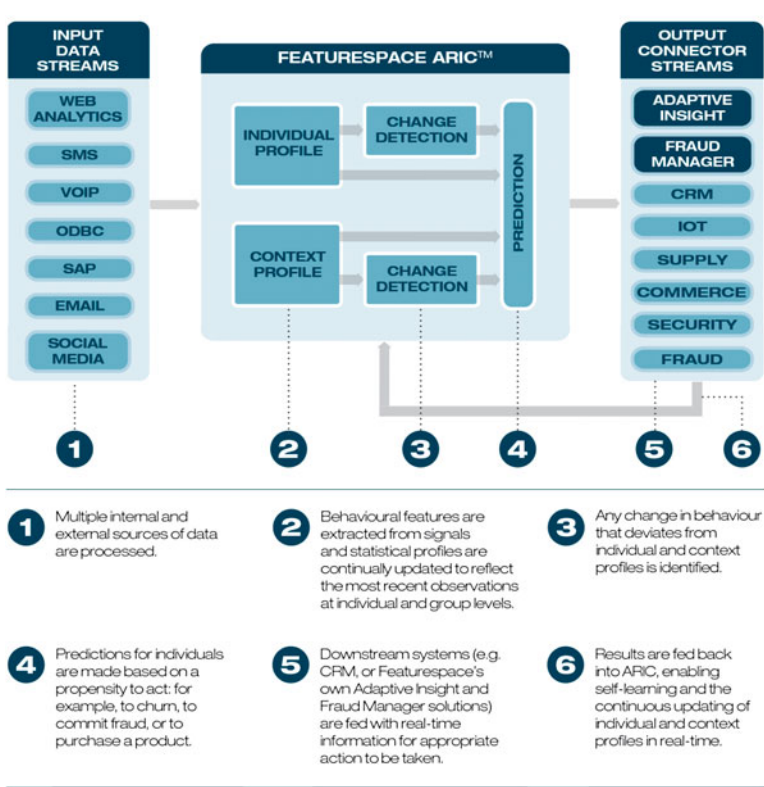 INPUT
DATA
STREAMS
WEB
ANALYTICS
SMS
VOIP
ODBC
SAP
EMAIL
SOCIAL
MEDIA
FEATURESPACE ARIC™
INDIVIDUAL
PROFILE
CHANGE
DETECTION
CONTEXT
PROFILE
CHANGE
DETECTION
PREDICTION
OUTPUT
CONNECTOR
STREAMS
ADAPTIVE
INSIGHT
FRAUD
MANAGER
CRM
IOT
SUPPLY
COMMERCE
SECURITY
FRAUD
1
2
3
4
5
6
1
Multiple internal and
external sources of data
are processed.
2
Behavioural features are
extracted from signals
and statistical profiles are
continually updated to reflect
the most recent observations
at individual and group levels.
3
Any change in behaviour
that deviates from
individual and context
profiles is identified.
4
Predictions for individuals
are made based on a
propensity to act: for
example, to churn, to
commit fraud, or to
purchase a product.
5
Downstream systems (e.g.
CRM, or Featurespace's
own Adaptive Insight and
Fraud Manager solutions)
are fed with real-time
information for appropriate
action to be taken.
6
Results are fed back
into ARIC, enabling
self-learning and the
continuous updating of
individual and context
profiles in real-time.